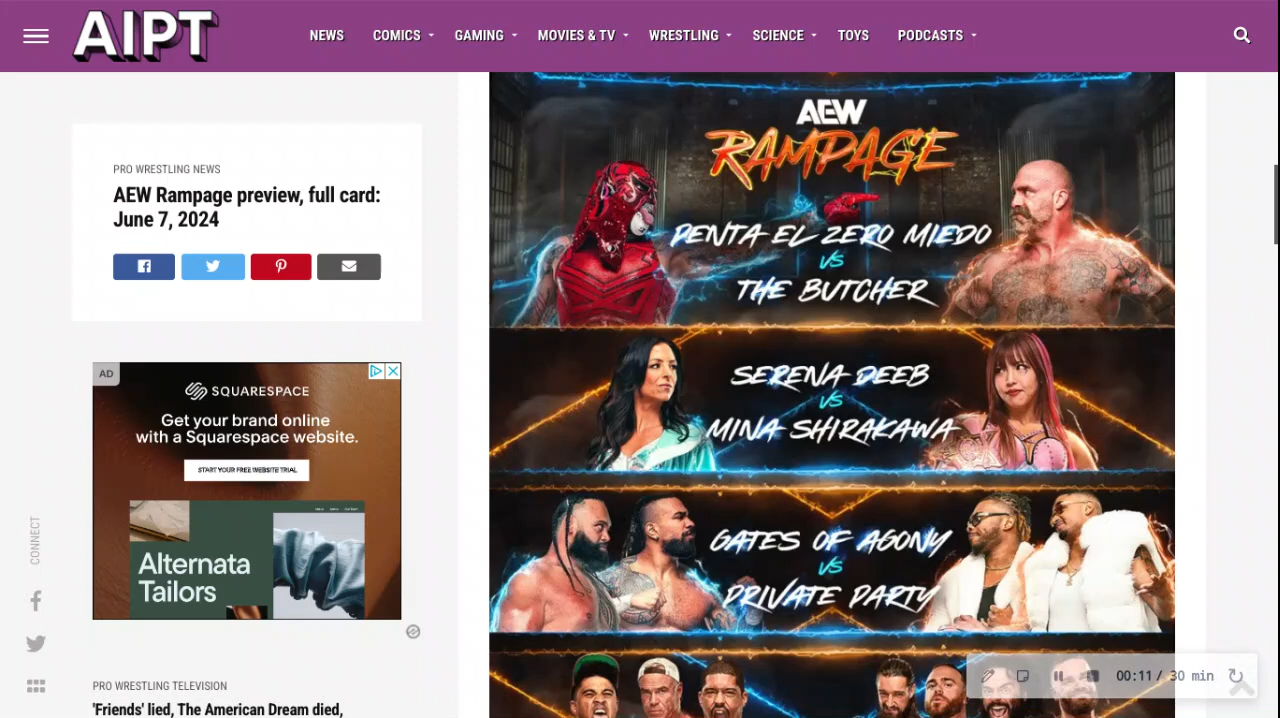 AIPT
NEWS
COMICS
GAMING
MOVIES & TV
WRESTLING
SCIENCE
TOYS
PODCASTS
PRO WRESTLING NEWS
AEW Rampage preview, full card:
June 7, 2024
AD
SQUARESPACE
Get your brand online
with a Squarespace website.
START YOUR FREE WEBSITE TRIAL
Alternata
Tailors
CONNECT
PRO WRESTLING TELEVISION
'Friends' lied, The American Dream died,
AEW
RAMPAGE
PENTA EL ZERO MIEDO
VS
THE BUTCHER
SERENA DEEB
VS
MINA SHIRAKAWA
GATES OF AGONY
VS
PRIVATE PARTY
00:11 / 30 min